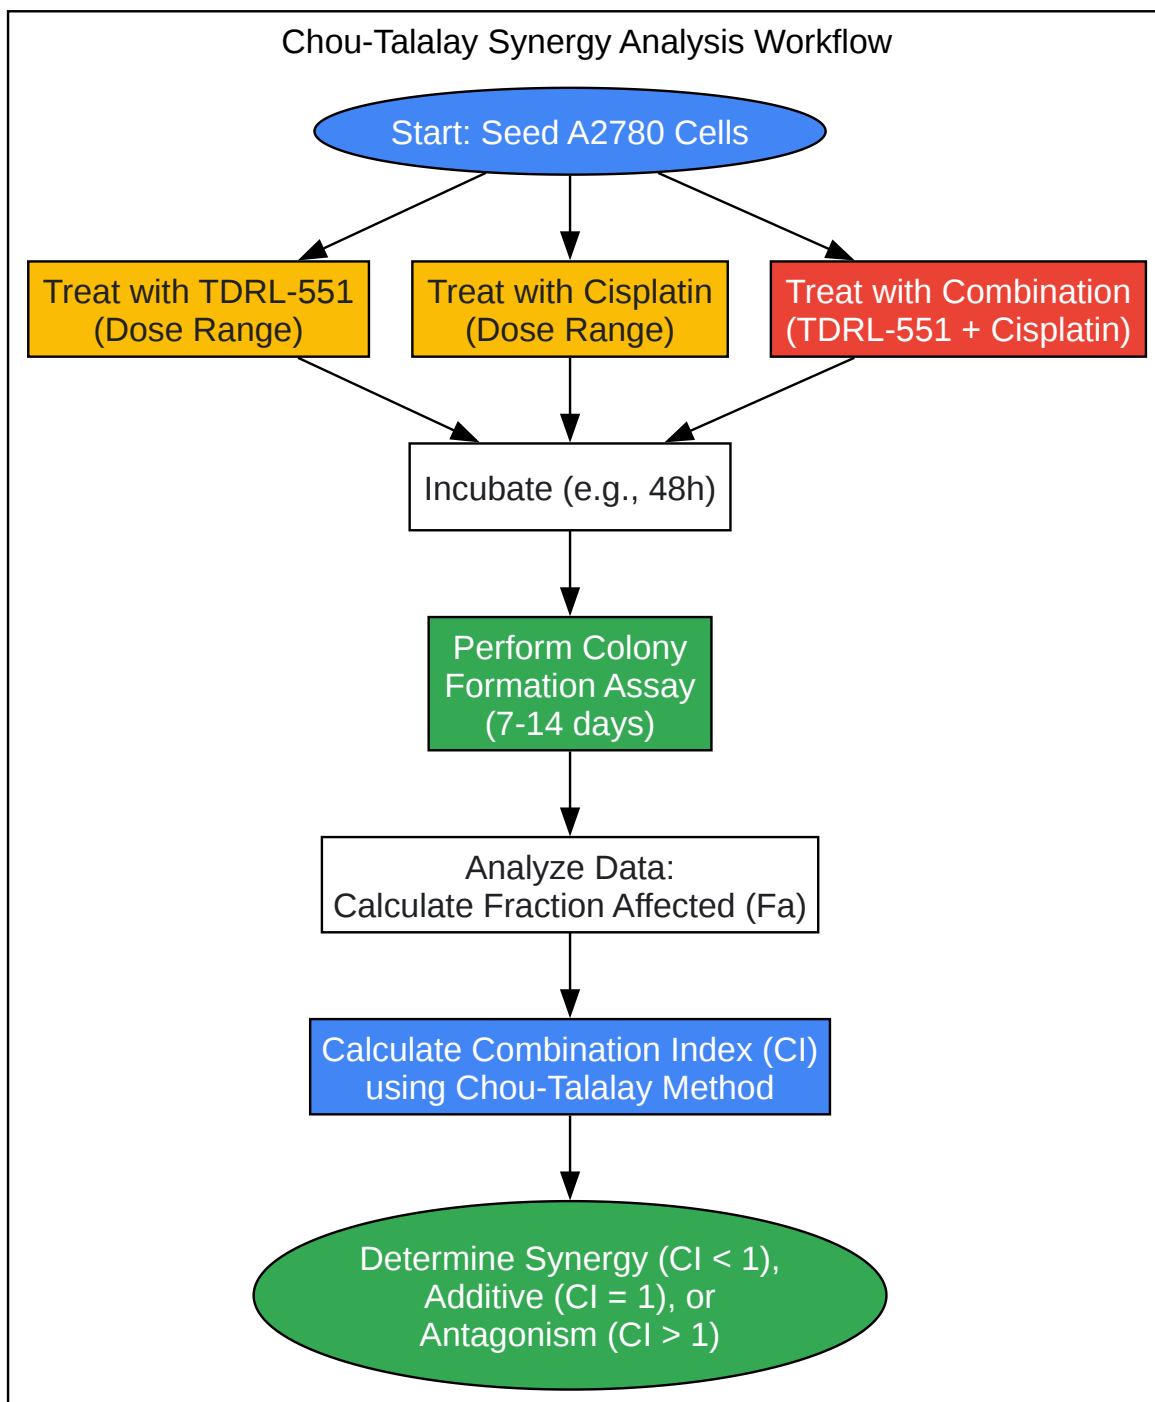 Chou-Talalay Synergy Analysis Workflow
Start: Seed A2780 Cells
Treat with TDRL-551
(Dose Range)
Treat with Cisplatin
(Dose Range)
Treat with Combination
(TDRL-551 + Cisplatin)
Incubate (e.g., 48h)
Perform Colony
Formation Assay
(7-14 days)
Analyze Data:
Calculate Fraction Affected (Fa)
Calculate Combination Index (CI)
using Chou-Talalay Method
Determine Synergy (CI < 1),
Additive (CI = 1), or
Antagonism (CI > 1)